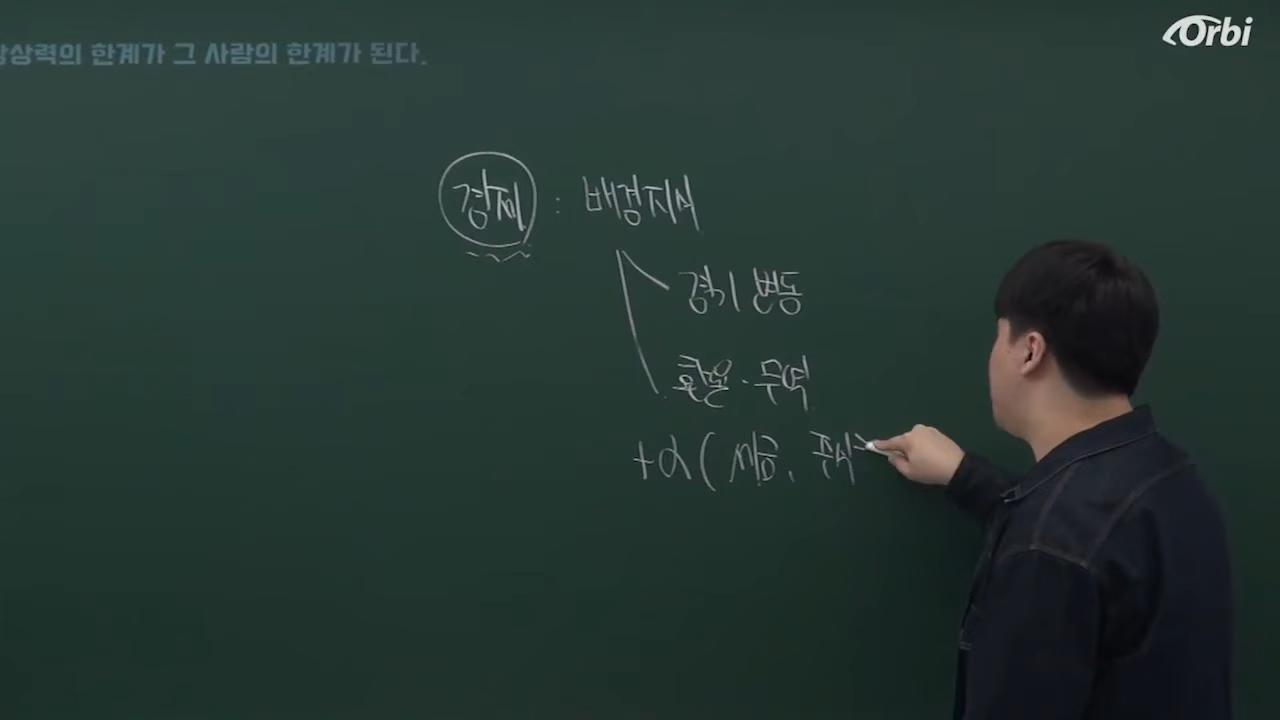 상상력의 한계가 그 사람의 한계가 된다.
Orbi
경제 : 배경지식
경기 변동
환율·무역
+α ( 세금, 주식